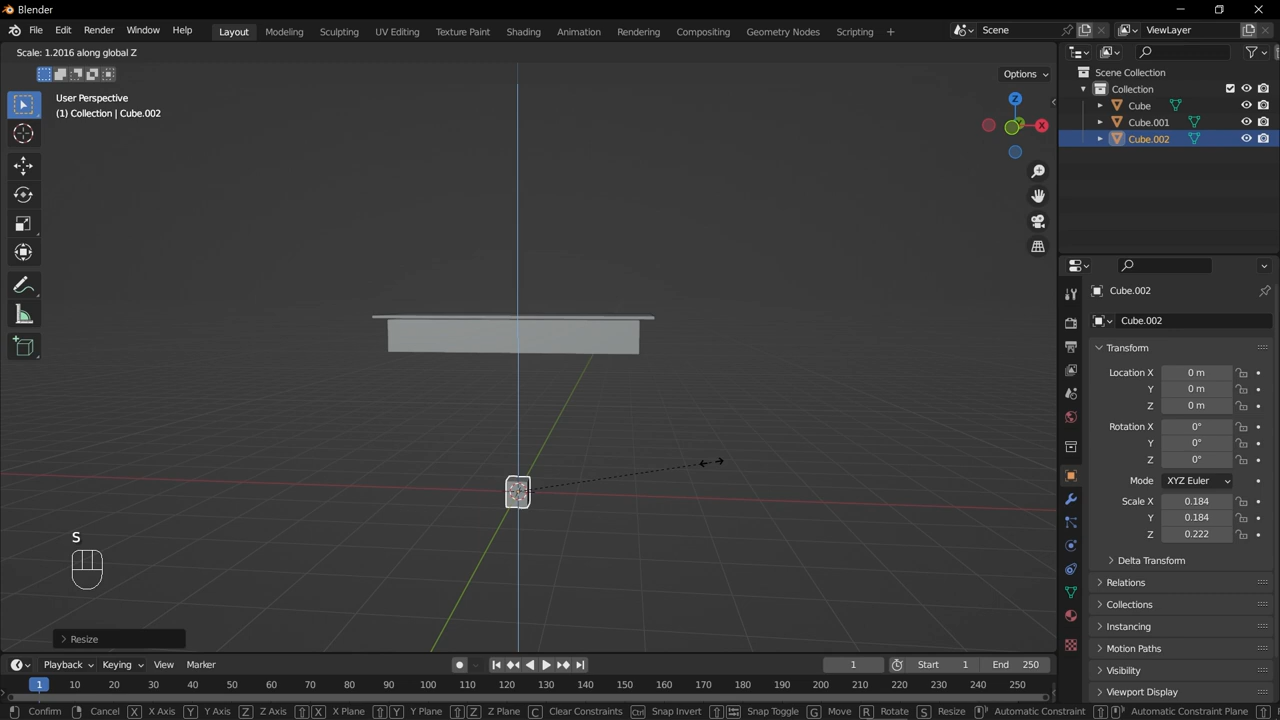 Blender
File Edit Render Window Help Layout Modeling Sculpting UV Editing Texture Paint Shading Animation Rendering Compositing Geometry Nodes Scripting + Scene ViewLayer
Scale: 1.2016 along global Z
Options
User Perspective
(1) Collection | Cube.002
Z
X
Y
Scene Collection
Collection
Cube
Cube.001
Cube.002
Cube.002
Cube.002
Transform
Location X 0 m
Y 0 m
Z 0 m
Rotation X 0°
Y 0°
Z 0°
Mode XYZ Euler
Scale X 0.184
Y 0.184
Z 0.222
Delta Transform
Relations
Collections
Instancing
Motion Paths
Visibility
Viewport Display
S
Resize
Playback Keying View Marker 1 Start 1 End 250
1 10 20 30 40 50 60 70 80 90 100 110 120 130 140 150 160 170 180 190 200 210 220 230 240 250
Confirm Cancel X X Axis Y Y Axis Z Z Axis X X Plane Y Y Plane Z Z Plane C Clear Constraints Ctrl Snap Invert Snap Toggle G Move R Rotate S Resize Automatic Constraint Automatic Constraint Plane